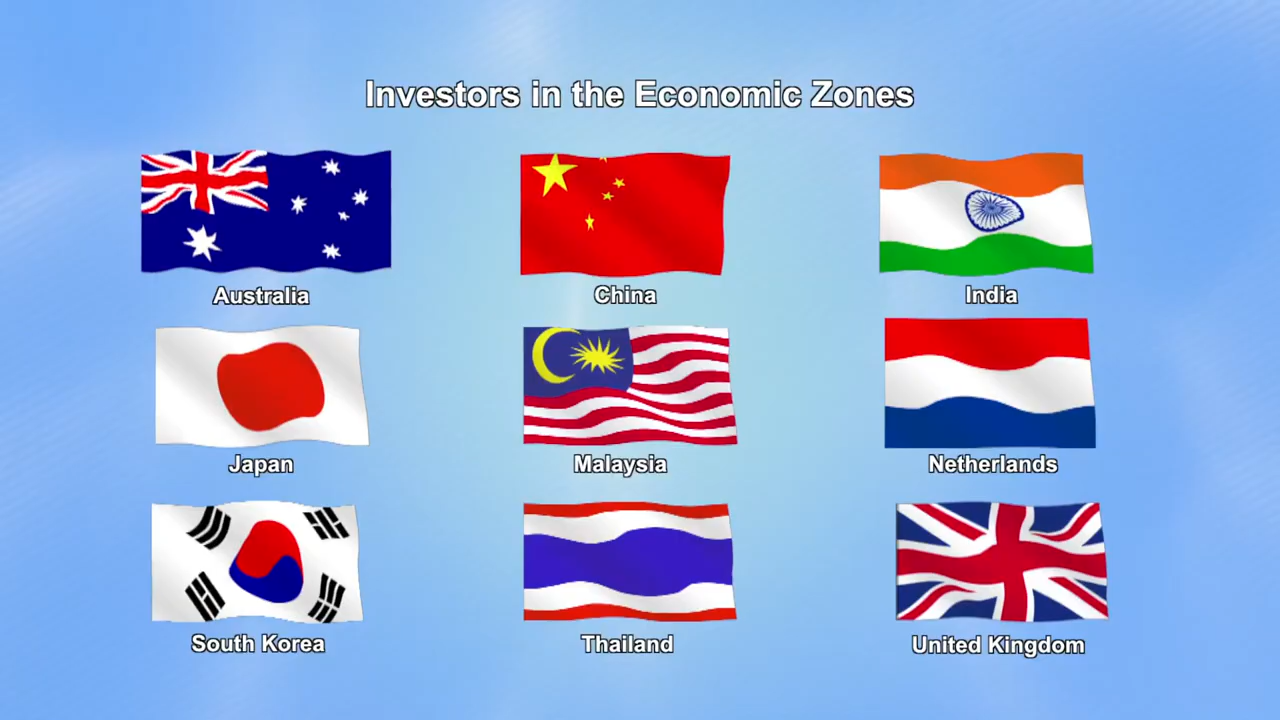 Investors in the Economic Zones
Australia
China
India
Japan
Malaysia
Netherlands
South Korea
Thailand
United Kingdom